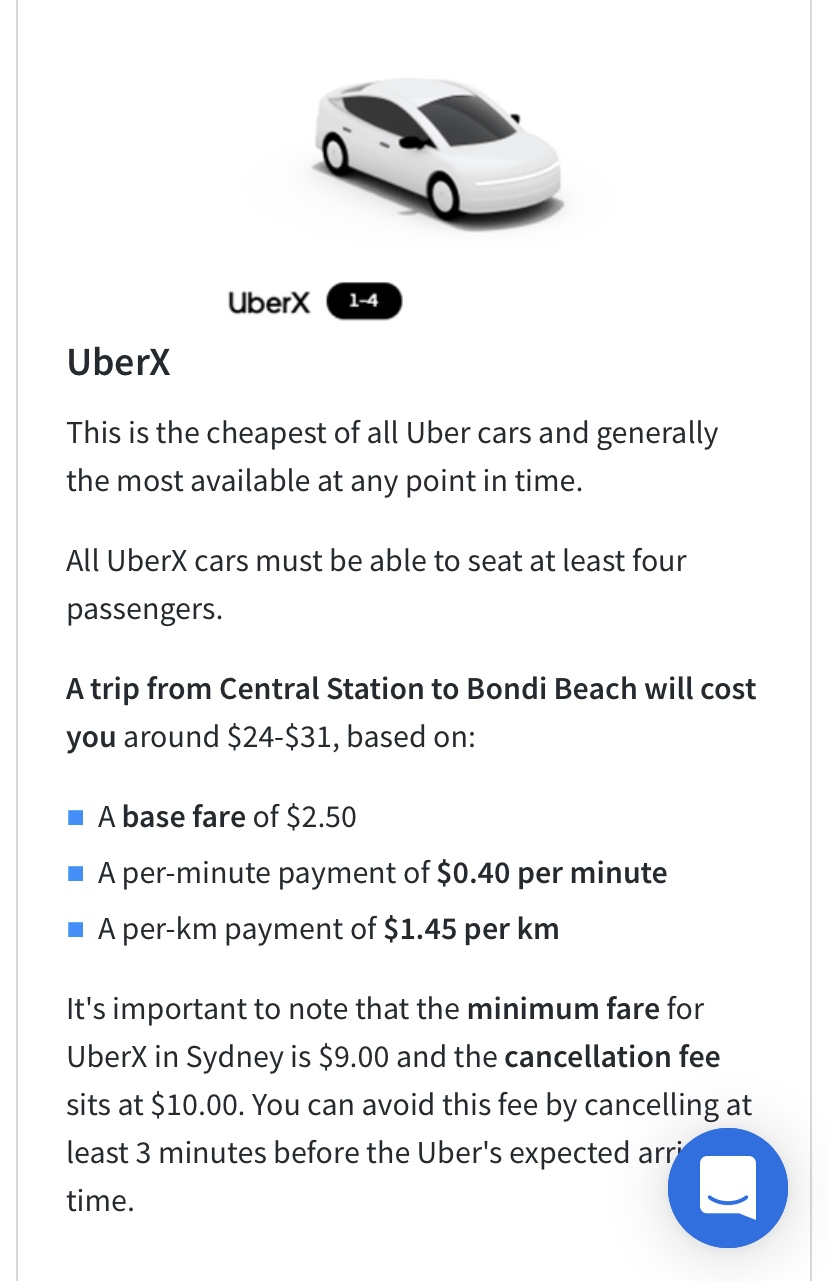 UberX 1-4
UberX
This is the cheapest of all Uber cars and generally
the most available at any point in time.
All UberX cars must be able to seat at least four
passengers.
A trip from Central Station to Bondi Beach will cost
you around $24-$31, based on:
A base fare of $2.50
A per-minute payment of $0.40 per minute
A per-km payment of $1.45 per km
It's important to note that the minimum fare for
UberX in Sydney is $9.00 and the cancellation fee
sits at $10.00. You can avoid this fee by cancelling at
least 3 minutes before the Uber's expected
time.